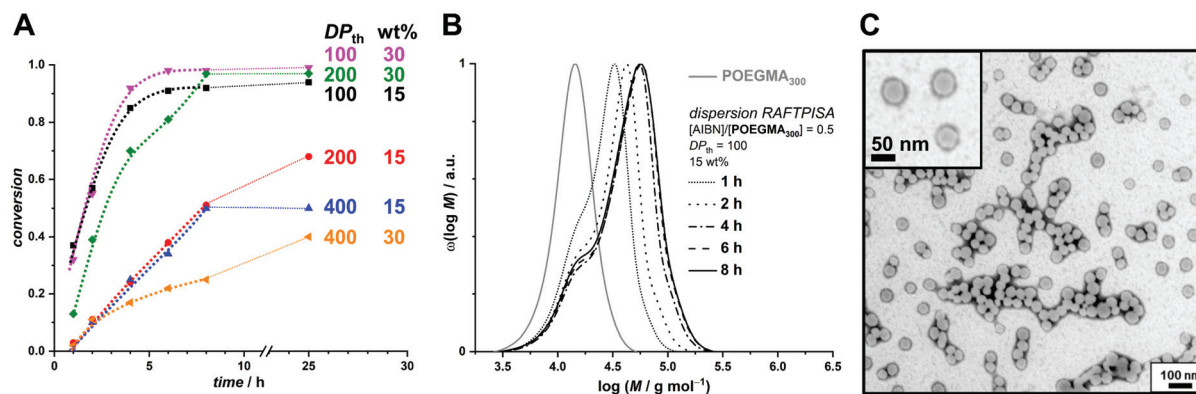 A
DPth wt%
100 30
200 30
100 15
200 15
400 15
400 30
conversion
1.0
0.8
0.6
0.4
0.2
0.0
0 5 10 25 30
time / h
B
POEGMA300
dispersion RAFTPISA
[AIBN]/[POEGMA300] = 0.5
DPth = 100
15 wt%
1 h
2 h
4 h
6 h
8 h
ω(log M) / a.u.
1
0
3.5 4.0 4.5 5.0 5.5 6.0
log (M / g mol⁻¹)
C
50 nm
100 nm